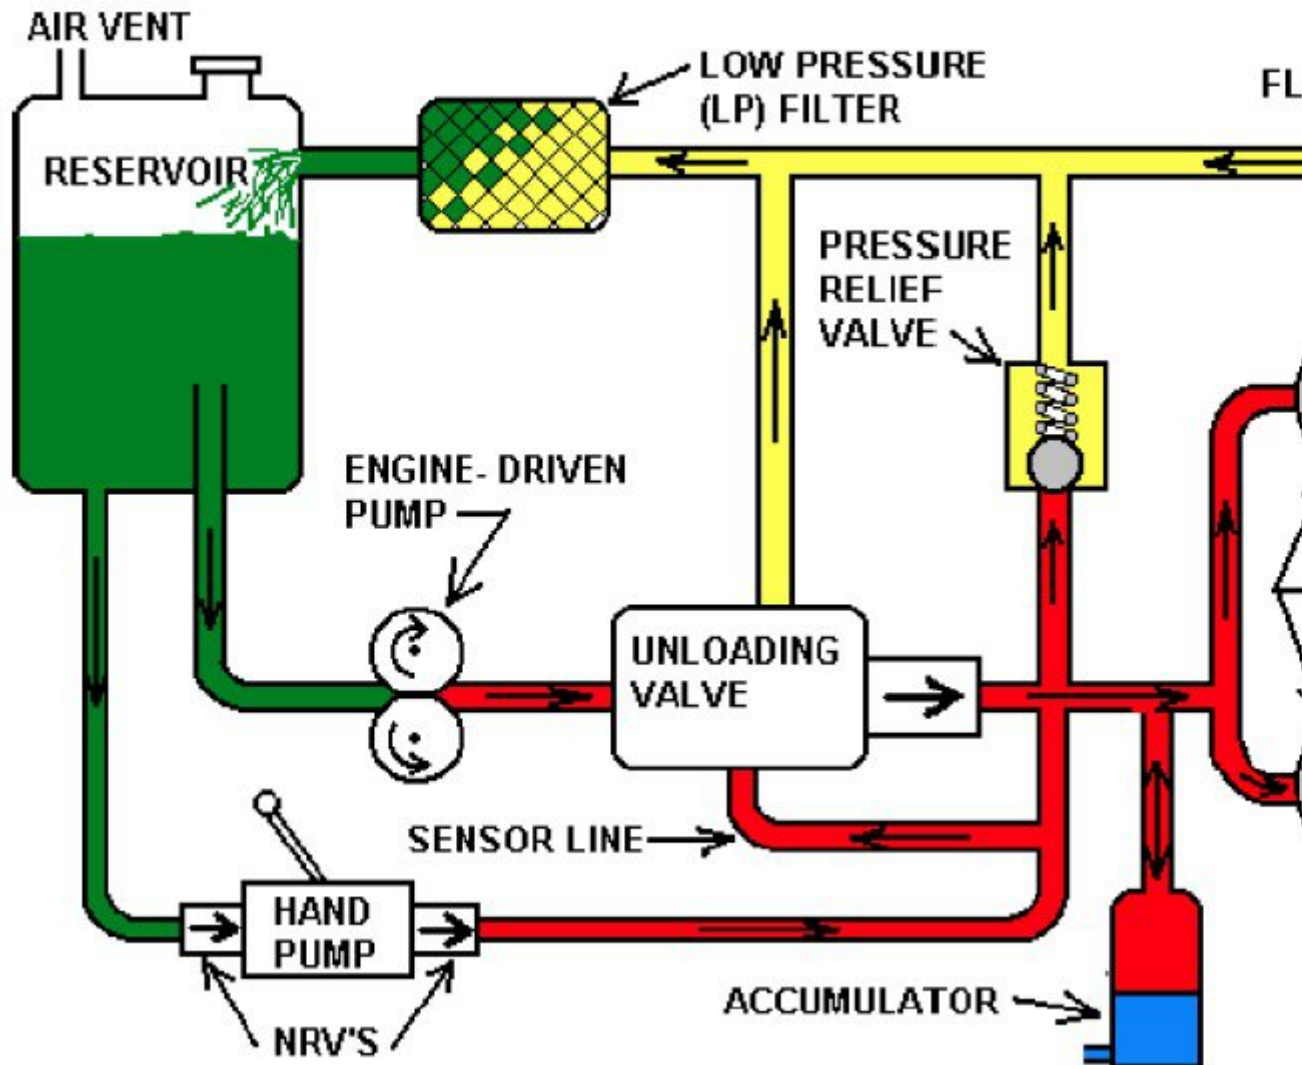 AIR VENT
LOW PRESSURE
(LP) FILTER
FL
RESERVOIR
PRESSURE
RELIEF
VALVE
ENGINE- DRIVEN
PUMP
UNLOADING
VALVE
SENSOR LINE
HAND
PUMP
ACCUMULATOR
NRV'S